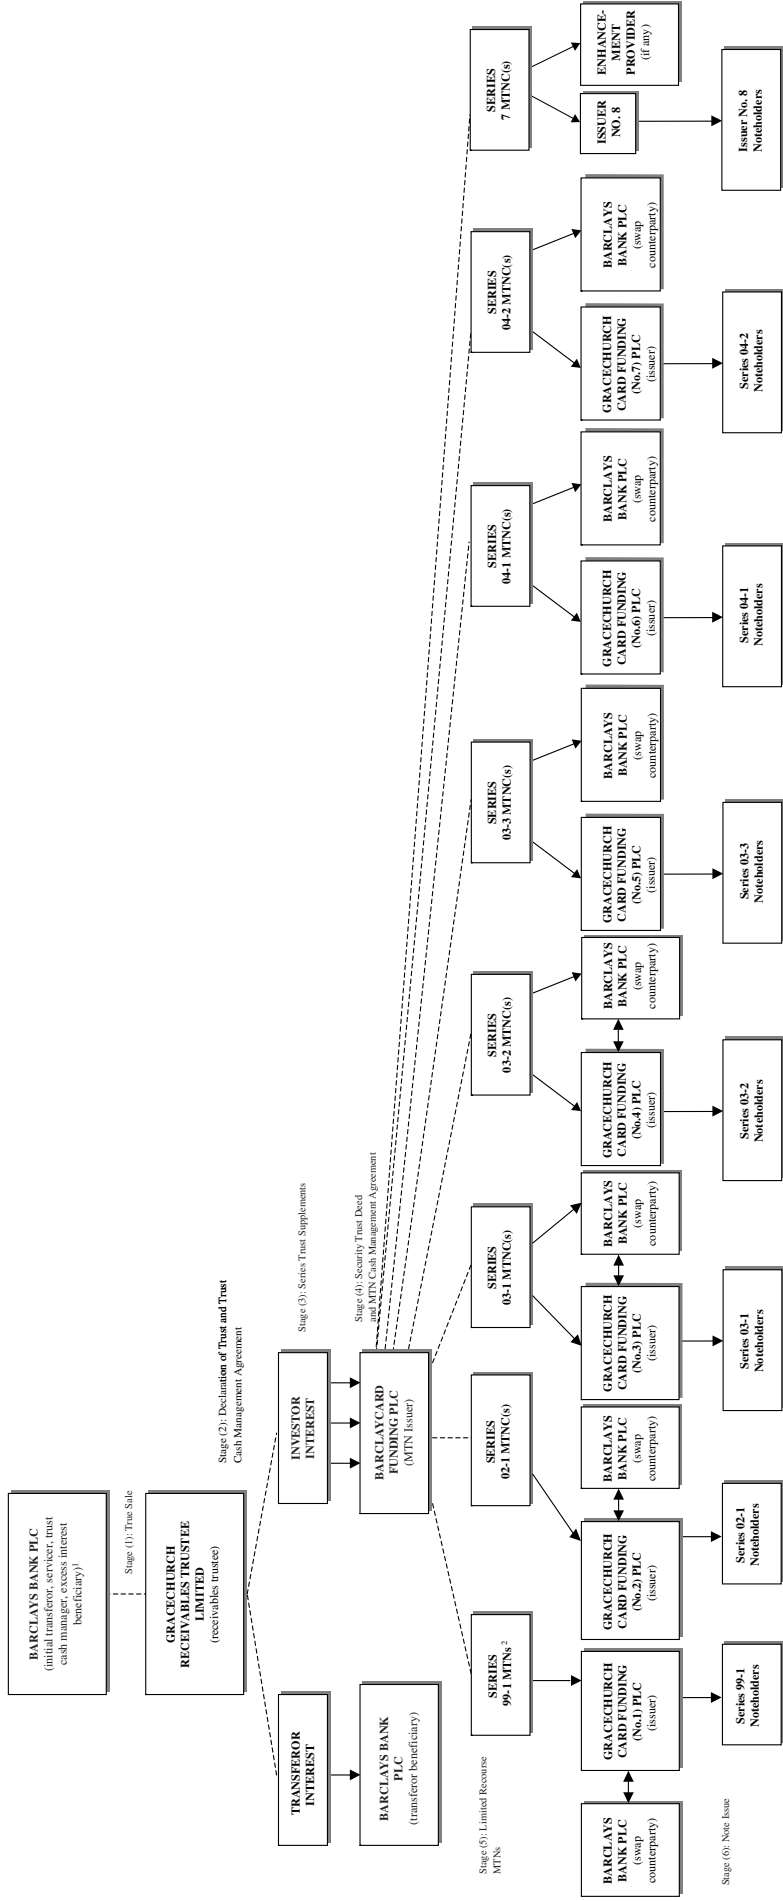 BARCLAYS BANK PLC
(initial transferor, servicer, trust
cash manager, excess interest
beneficiary)1
Stage (1): True Sale
GRACECHURCH
RECEIVABLES TRUSTEE
LIMITED
(receivables trustee)
Stage (2): Declaration of Trust and Trust
Cash Management Agreement
TRANSFEROR
INTEREST
INVESTOR
INTEREST
Stage (3): Series Trust Supplements
BARCLAYS BANK
PLC
(transferor beneficiary)
BARCLAYCARD
FUNDING PLC
(MTN Issuer)
Stage (4): Security Trust Deed
and MTN Cash Management Agreement
Stage (5): Limited Recourse
MTNs
SERIES
99-1 MTNs 2
SERIES
02-1 MTNC(s)
SERIES
03-1 MTNC(s)
SERIES
03-2 MTNC(s)
SERIES
03-3 MTNC(s)
SERIES
04-1 MTNC(s)
SERIES
04-2 MTNC(s)
SERIES
7 MTNC(s)
BARCLAYS
BANK PLC
(swap
counterparty)
GRACECHURCH
CARD FUNDING
(No.1) PLC
(issuer)
GRACECHURCH
CARD FUNDING
(No.2) PLC
(issuer)
BARCLAYS
BANK PLC
(swap
counterparty)
GRACECHURCH
CARD FUNDING
(No.3) PLC
(issuer)
BARCLAYS
BANK PLC
(swap
counterparty)
GRACECHURCH
CARD FUNDING
(No.4) PLC
(issuer)
BARCLAYS
BANK PLC
(swap
counterparty)
GRACECHURCH
CARD FUNDING
(No.5) PLC
(issuer)
BARCLAYS
BANK PLC
(swap
counterparty)
GRACECHURCH
CARD FUNDING
(No.6) PLC
(issuer)
BARCLAYS
BANK PLC
(swap
counterparty)
GRACECHURCH
CARD FUNDING
(No.7) PLC
(issuer)
BARCLAYS
BANK PLC
(swap
counterparty)
ISSUER
NO. 8
ENHANCE-
MENT
PROVIDER
(if any)
Stage (6): Note Issue
Series 99-1
Noteholders
Series 02-1
Noteholders
Series 03-1
Noteholders
Series 03-2
Noteholders
Series 03-3
Noteholders
Series 04-1
Noteholders
Series 04-2
Noteholders
Issuer No. 8
Noteholders